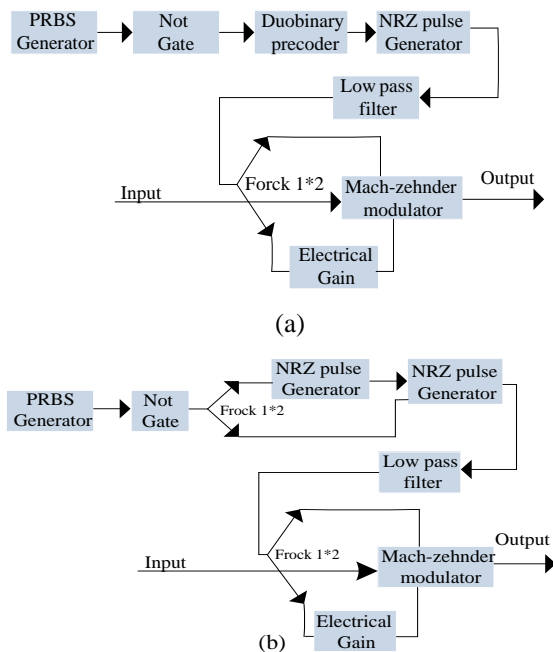 PRBS Generator
Not Gate
Duobinary precoder
NRZ pulse Generator
Low pass filter
Forck 1*2
Input
Mach-zehnder modulator
Output
Electrical Gain
(a)
PRBS Generator
Not Gate
Frock 1*2
NRZ pulse Generator
NRZ pulse Generator
Low pass filter
Frock 1*2
Input
Mach-zehnder modulator
Output
Electrical Gain
(b)